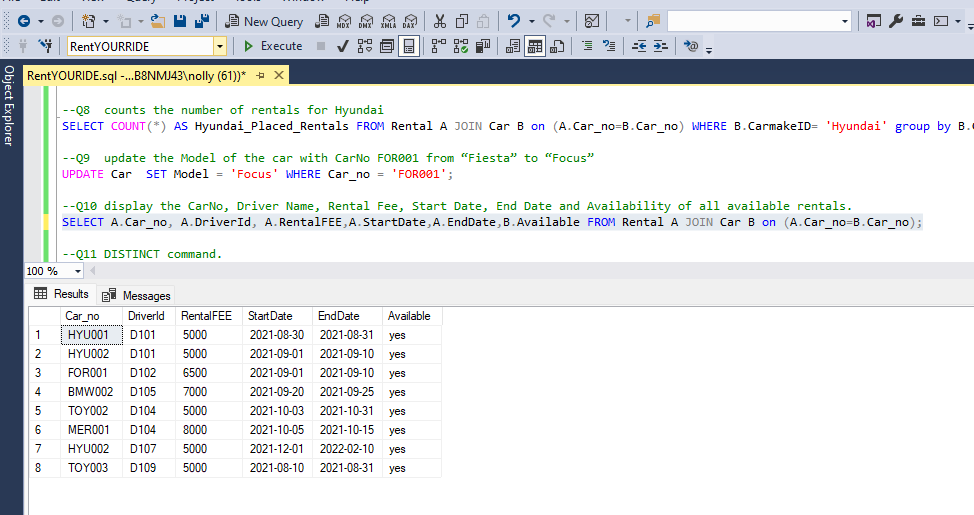 New Query
MDX DMX XMLA DAX
RentYOURRIDE
Execute
Object Explorer
RentYOURIDE.sql -...B8NMJ43\nolly (61))*
--Q8  counts the number of rentals for Hyundai
SELECT COUNT(*) AS Hyundai_Placed_Rentals FROM Rental A JOIN Car B on (A.Car_no=B.Car_no) WHERE B.CarmakeID= 'Hyundai' group by B.
--Q9  update the Model of the car with CarNo FOR001 from “Fiesta” to “Focus”
UPDATE Car  SET Model = 'Focus' WHERE Car_no = 'FOR001';
--Q10 display the CarNo, Driver Name, Rental Fee, Start Date, End Date and Availability of all available rentals.
SELECT A.Car_no, A.DriverId, A.RentalFEE,A.StartDate,A.EndDate,B.Available FROM Rental A JOIN Car B on (A.Car_no=B.Car_no);
--Q11 DISTINCT command.
100 %
Results Messages
Car_no DriverId RentalFEE StartDate EndDate Available
1 HYU001 D101 5000 2021-08-30 2021-08-31 yes
2 HYU002 D101 5000 2021-09-01 2021-09-10 yes
3 FOR001 D102 6500 2021-09-01 2021-09-10 yes
4 BMW002 D105 7000 2021-09-20 2021-09-25 yes
5 TOY002 D104 5000 2021-10-03 2021-10-31 yes
6 MER001 D104 8000 2021-10-05 2021-10-15 yes
7 HYU002 D107 5000 2021-12-01 2022-02-10 yes
8 TOY003 D109 5000 2021-08-10 2021-08-31 yes